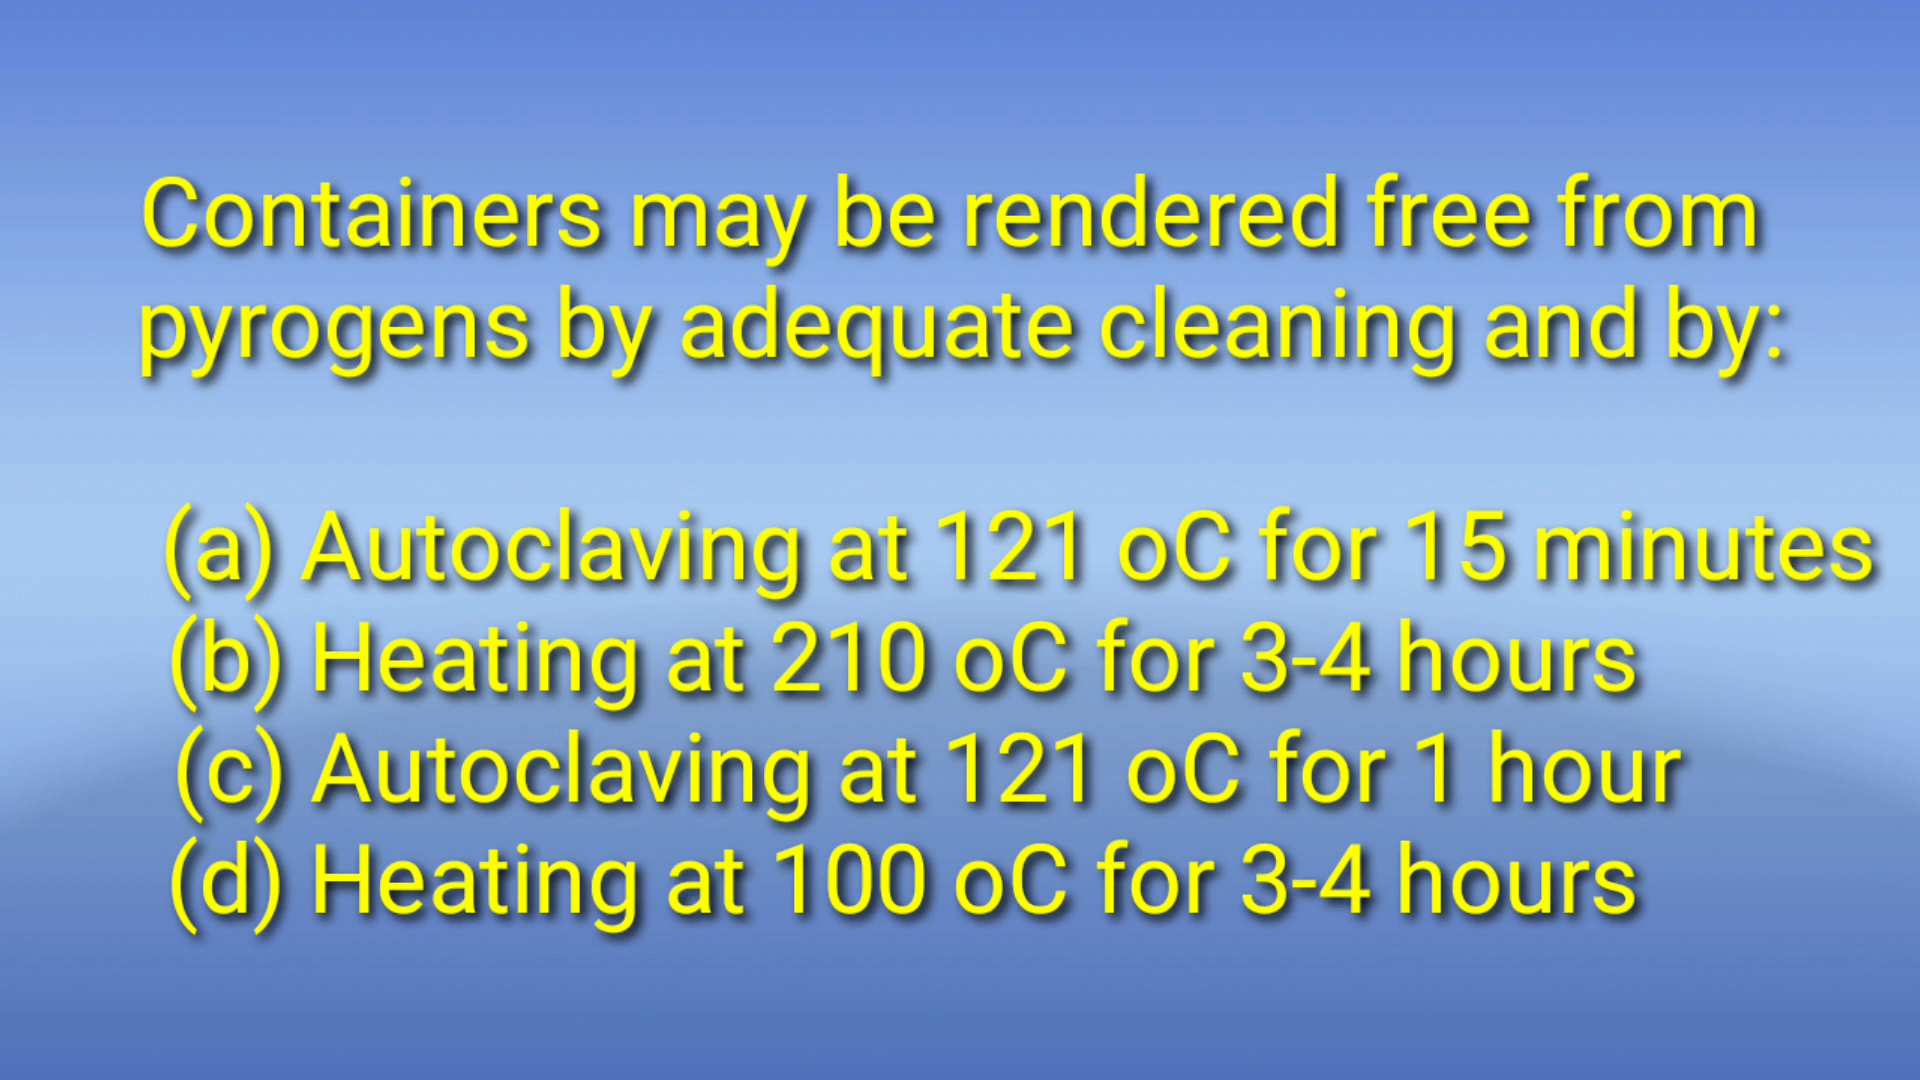 Containers may be rendered free from
pyrogens by adequate cleaning and by:
(a) Autoclaving at 121 oC for 15 minutes
(b) Heating at 210 oC for 3-4 hours
(c) Autoclaving at 121 oC for 1 hour
(d) Heating at 100 oC for 3-4 hours